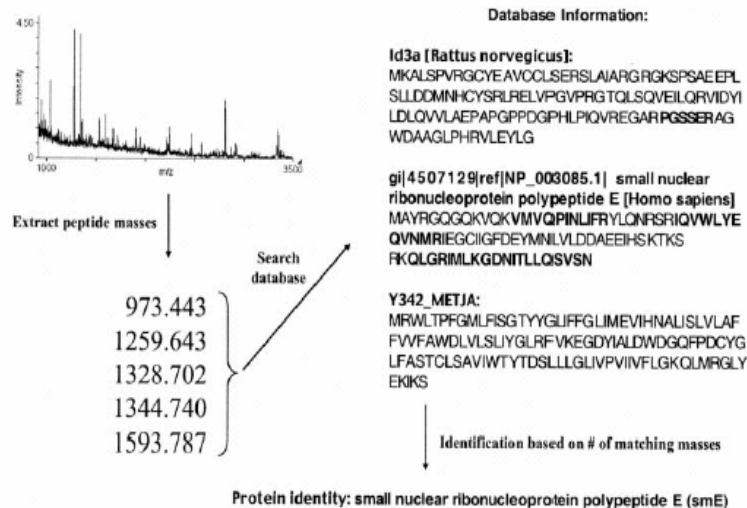 4.50
Intensity
0
1000
m/z
3500
Extract peptide masses
973.443
1259.643
1328.702
1344.740
1593.787
Search
database
Database Information:
Id3a [Rattus norvegicus]:
MKALSPVRGCYEAVCCLSERSLAIARGRGKSPSAEEPL
SLLDDMNHCYSRLRELVPGVPRGTQLSQVEILQRVIDYI
LDLQVVLAEPAPGPPDGPHLPIQVREGARPGSSERAG
WDAAGLPHRVLEYLG
gi|4507129|ref|NP_003085.1| small nuclear
ribonucleoprotein polypeptide E [Homo sapiens]
MAYRGQGQKVQKVMVQPINLIFRYLQNRSRIQVWLYE
QVNMRIEGCIIGFDEYMNLVLDDAEEIHSKTKS
RKQLGRIMLKGDNITLLQSVSN
Y342_METJA:
MRWLTPFGMLFISGTYYGLIFFGLIMEVIHNALISLVLAF
FVVFAWDLVLSLIYGLRFVKEGDYIALDWDGQFPDCYG
LFASTCLSAVIWTYTDSLLLGLIVPVIIVFLGKQLMRGLY
EKIKS
Identification based on # of matching masses
Protein identity: small nuclear ribonucleoprotein polypeptide E (smE)